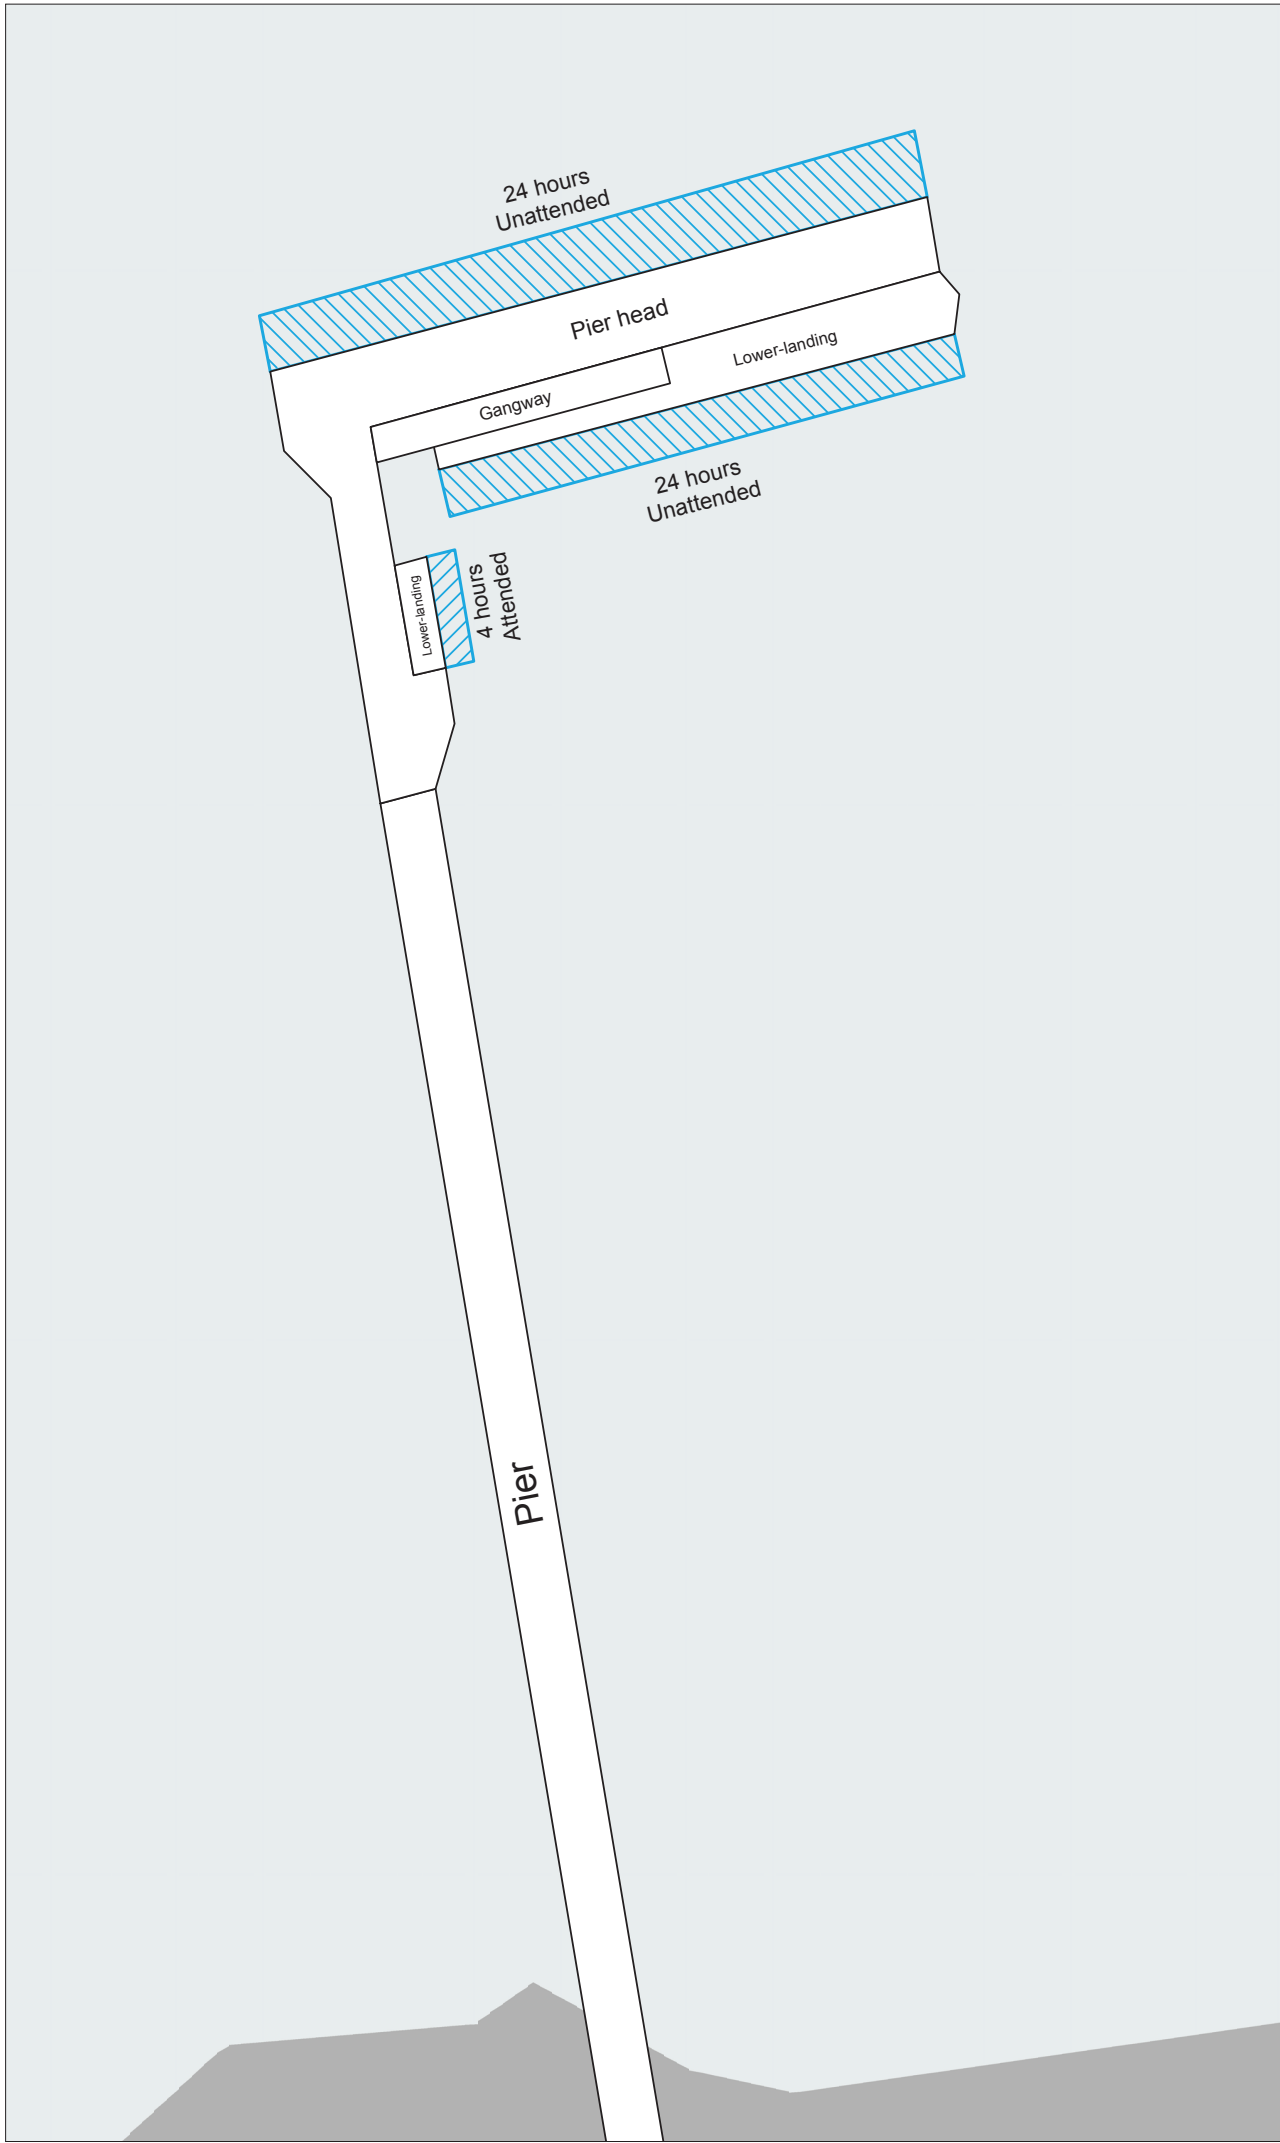 24 hours
Unattended
Pier head
Lower-landing
Gangway
24 hours
Unattended
Lower-landing
4 hours
Attended
Pier